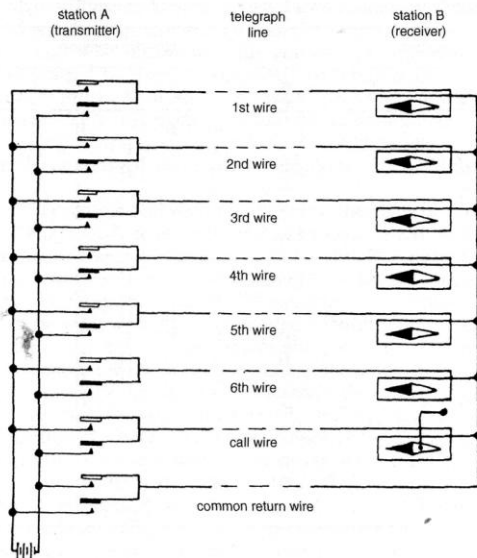 station A
(transmitter)
telegraph
line
station B
(receiver)
1st wire
2nd wire
3rd wire
4th wire
5th wire
6th wire
call wire
common return wire